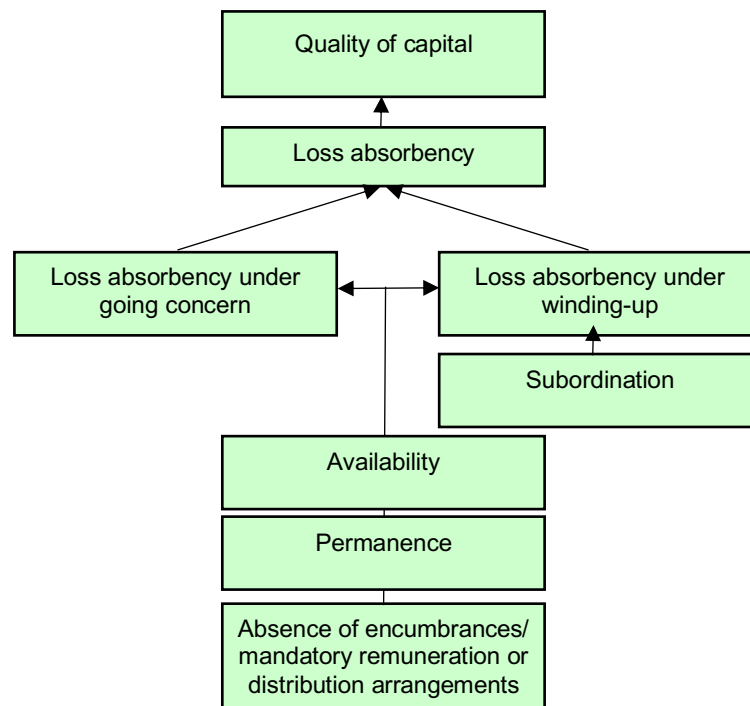 Quality of capital
Loss absorbency
Loss absorbency under
going concern
Loss absorbency under
winding-up
Subordination
Availability
Permanence
Absence of encumbrances/
mandatory remuneration or
distribution arrangements